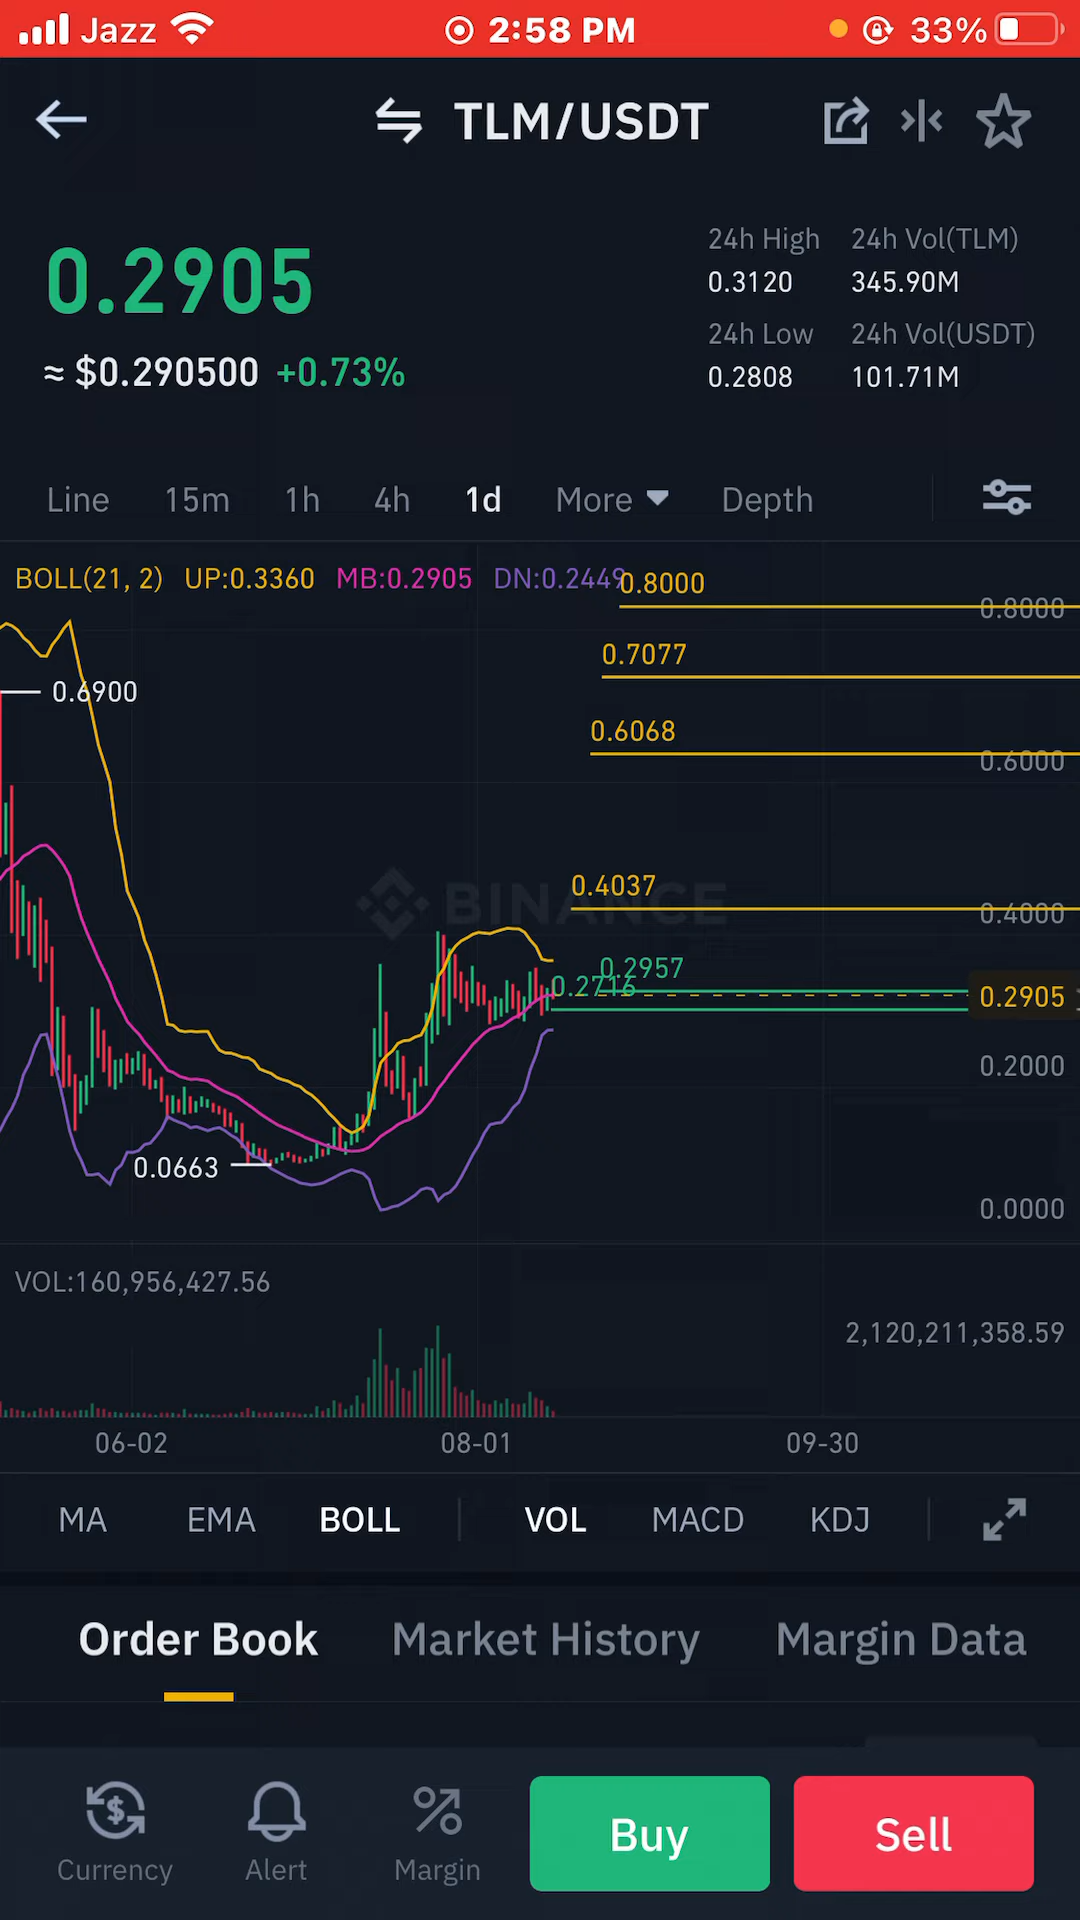 Jazz 2:58 PM 33%
TLM/USDT
0.2905
≈ $0.290500 +0.73%
24h High 24h Vol(TLM)
0.3120 345.90M
24h Low 24h Vol(USDT)
0.2808 101.71M
Line 15m 1h 4h 1d More Depth
BOLL(21, 2) UP:0.3360 MB:0.2905 DN:0.2449
0.8000
0.8000
0.7077
0.6900
0.6068
0.6000
BINANCE
0.4037
0.4000
0.2957
0.2716
0.2905
0.2000
0.0663
0.0000
VOL:160,956,427.56
2,120,211,358.59
06-02 08-01 09-30
MA EMA BOLL VOL MACD KDJ
Order Book Market History Margin Data
Currency Alert Margin Buy Sell